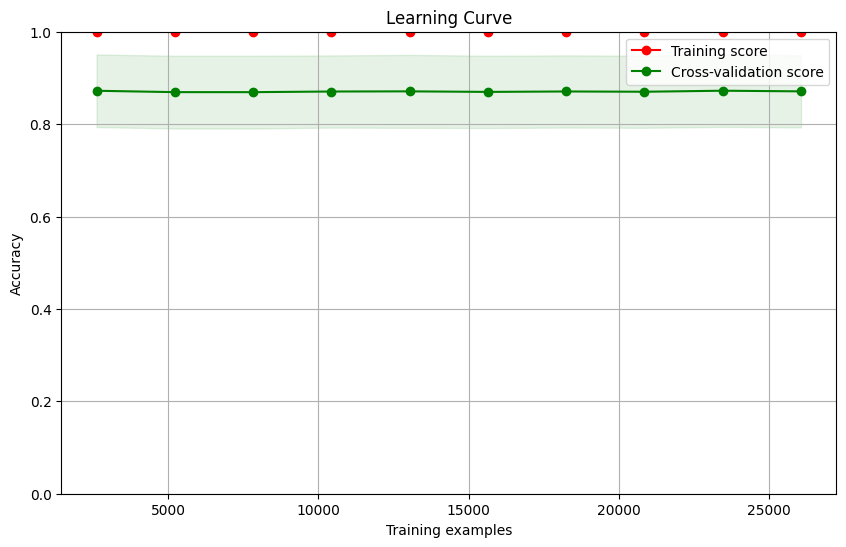 Learning Curve
1.0
0.8
0.6
0.4
0.2
0.0
Accuracy
Training score
Cross-validation score
5000
10000
15000
20000
25000
Training examples